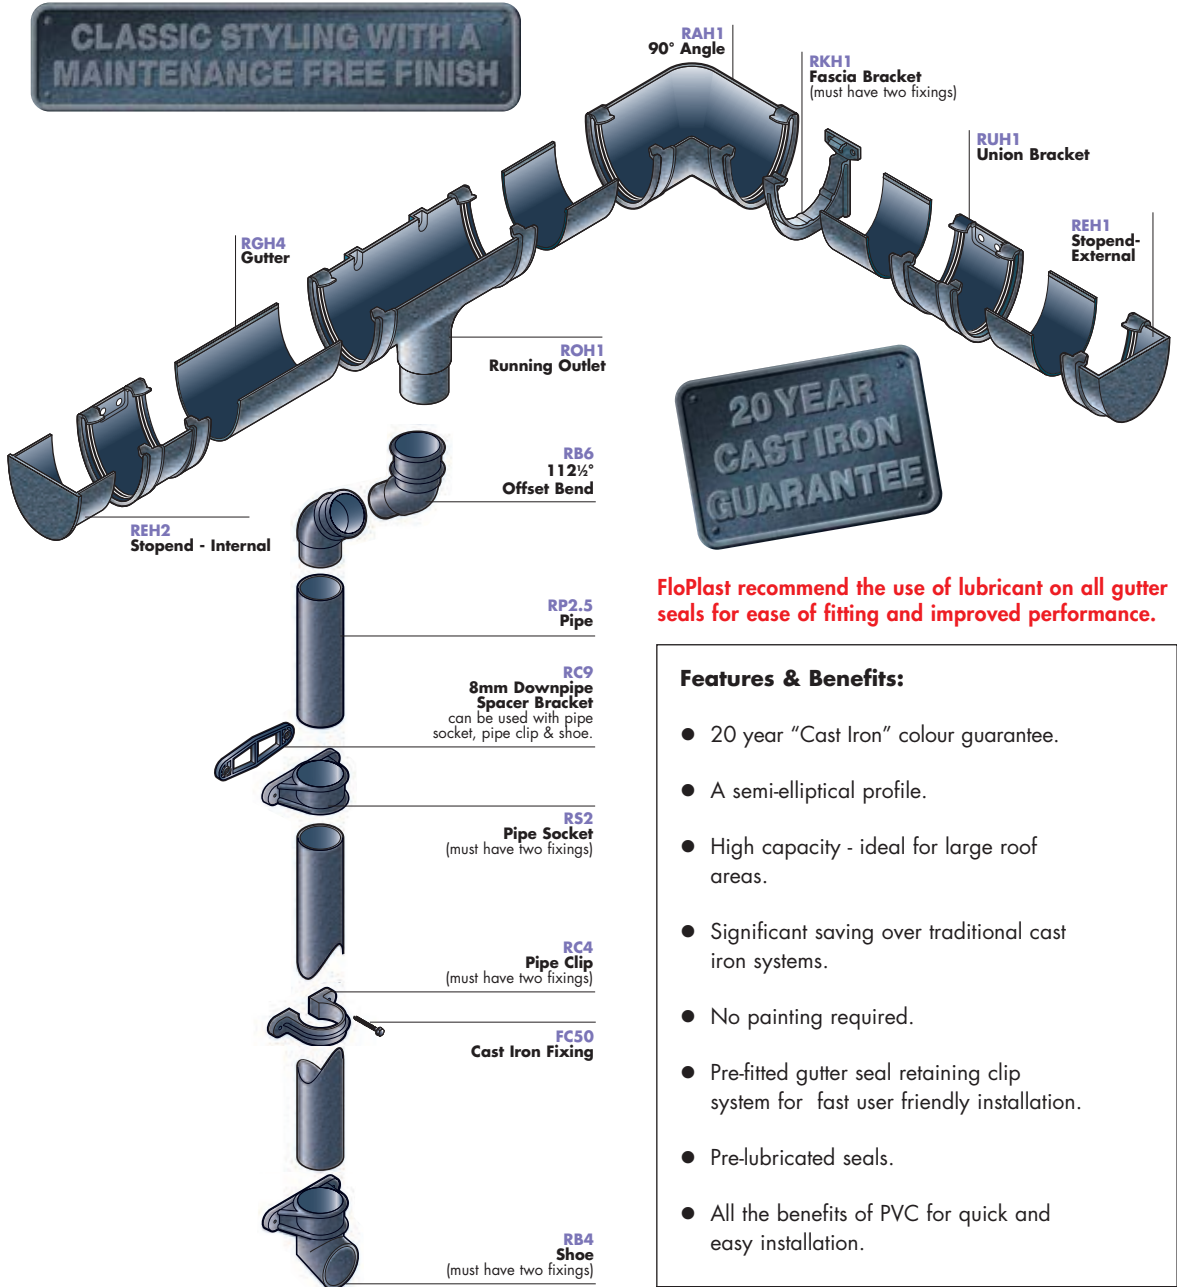 CLASSIC STYLING WITH A
MAINTENANCE FREE FINISH
RAH1
90° Angle
RKH1
Fascia Bracket
(must have two fixings)
RUH1
Union Bracket
REH1
Stopend-
External
RGH4
Gutter
ROH1
Running Outlet
20 YEAR
CAST IRON
GUARANTEE
RB6
112½°
Offset Bend
REH2
Stopend - Internal
RP2.5
Pipe
RC9
8mm Downpipe
Spacer Bracket
can be used with pipe
socket, pipe clip & shoe.
RS2
Pipe Socket
(must have two fixings)
RC4
Pipe Clip
(must have two fixings)
FC50
Cast Iron Fixing
RB4
Shoe
(must have two fixings)
FloPlast recommend the use of lubricant on all gutter
seals for ease of fitting and improved performance.
Features & Benefits:
● 20 year “Cast Iron” colour guarantee.
● A semi-elliptical profile.
● High capacity - ideal for large roof
areas.
● Significant saving over traditional cast
iron systems.
● No painting required.
● Pre-fitted gutter seal retaining clip
system for fast user friendly installation.
● Pre-lubricated seals.
● All the benefits of PVC for quick and
easy installation.